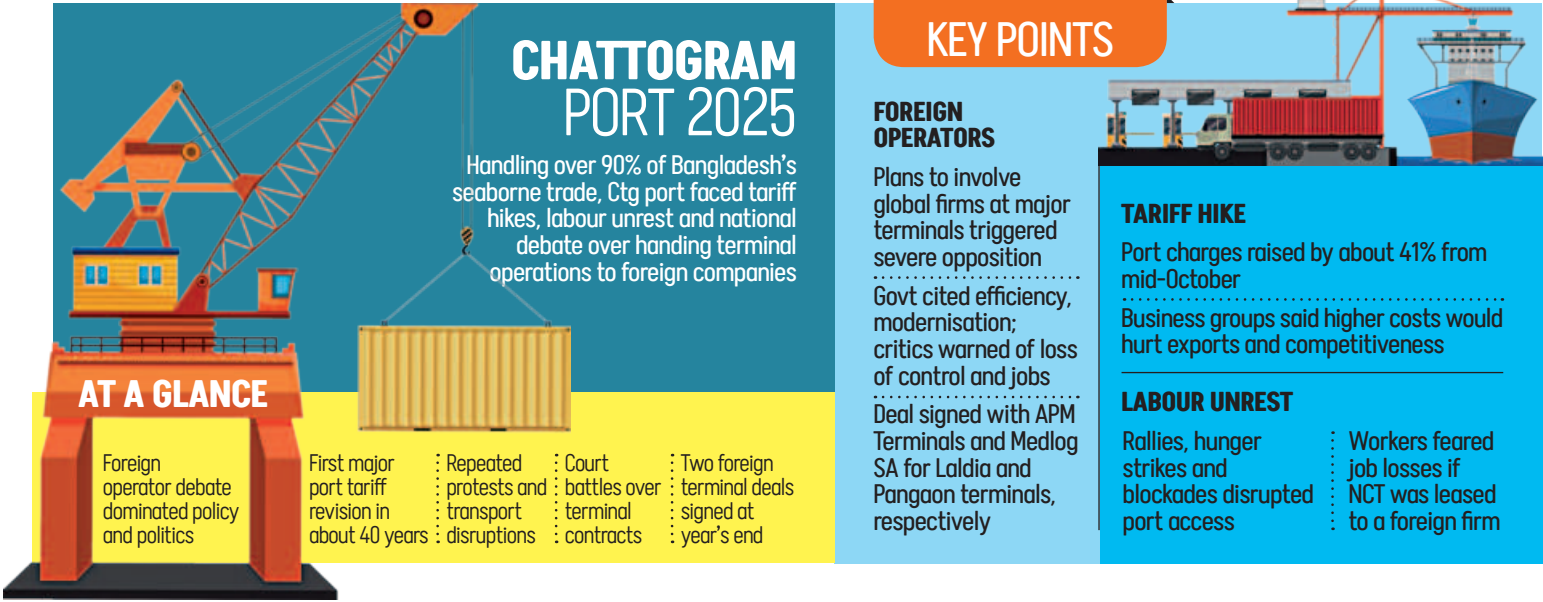 CHATTOGRAM
PORT 2025
Handling over 90% of Bangladesh's
seaborne trade, Ctg port faced tariff
hikes, labour unrest and national
debate over handing terminal
operations to foreign companies
AT A GLANCE
Foreign
operator debate
dominated policy
and politics
First major
port tariff
revision in
about 40 years
Repeated
protests and
transport
disruptions
Court
battles over
terminal
contracts
Two foreign
terminal deals
signed at
year's end
KEY POINTS
FOREIGN
OPERATORS
Plans to involve
global firms at major
terminals triggered
severe opposition
Govt cited efficiency,
modernisation;
critics warned of loss
of control and jobs
Deal signed with APM
Terminals and Medlog
SA for Laldia and
Pangaon terminals,
respectively
TARIFF HIKE
Port charges raised by about 41% from
mid-October
Business groups said higher costs would
hurt exports and competitiveness
LABOUR UNREST
Rallies, hunger
strikes and
blockades disrupted
port access
Workers feared
job losses if
NCT was leased
to a foreign firm